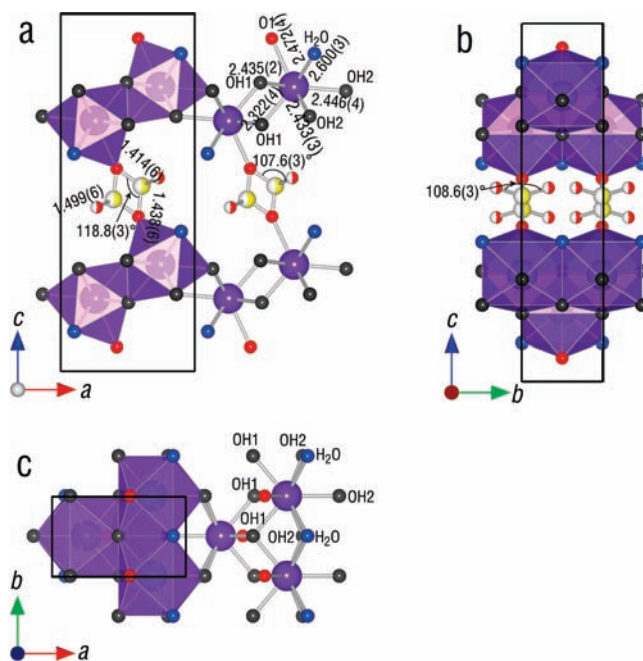 a
O1
2.472(4)
H₂O
2.600(3)
OH1
2.435(2)
OH2
2.446(4)
2.322(4)
2.433(3)
OH2
OH1
107.6(3)°
1.414(6)
1.499(6)
1.438(6)
118.8(3)°
c
a
b
108.6(3)°
c
b
c
OH1
OH2
H₂O
OH1
OH2
OH1
OH2
H₂O
b
a